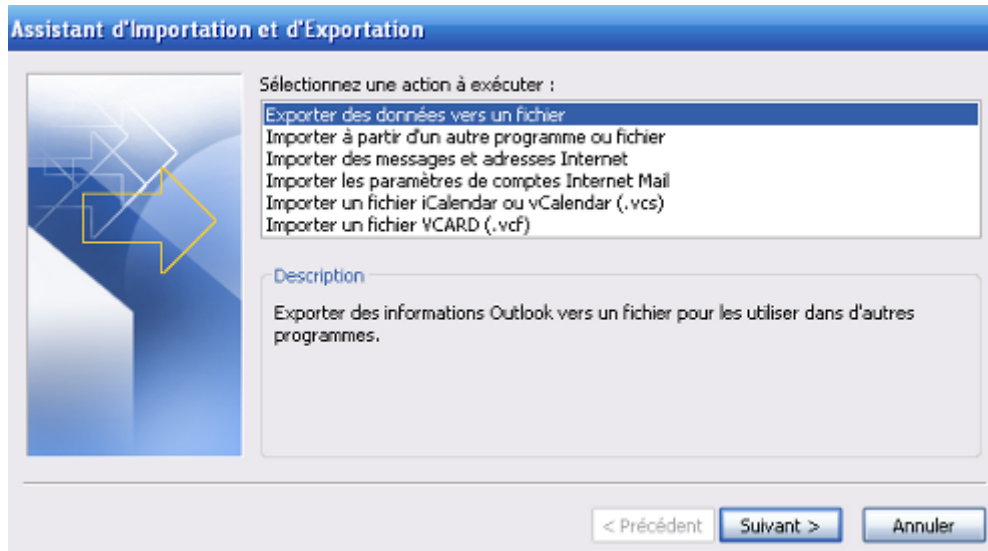 Assistant d'Importation et d'Exportation
Sélectionnez une action à exécuter :
Exporter des données vers un fichier
Importer à partir d'un autre programme ou fichier
Importer des messages et adresses Internet
Importer les paramètres de comptes Internet Mail
Importer un fichier iCalendar ou vCalendar (.vcs)
Importer un fichier VCARD (.vcf)
Description
Exporter des informations Outlook vers un fichier pour les utiliser dans d'autres
programmes.
< Précédent Suivant > Annuler